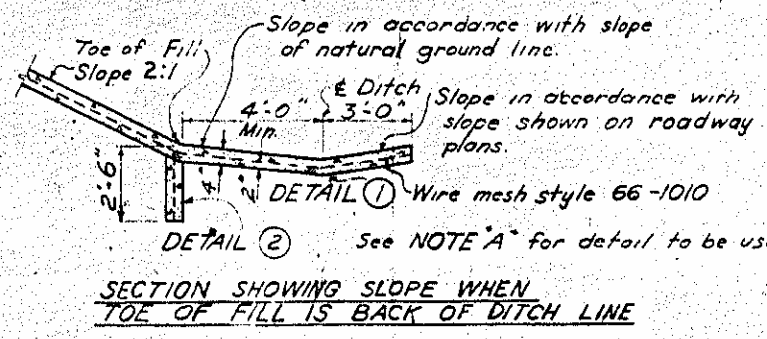 Slope in accordance with slope
of natural ground line.
Toe of Fill
Slope 2:1
℄ Ditch
4'-0"
Min.
3'-0"
Slope in accordance with
slope shown on roadway
plans.
2'-6"
4"
2"
DETAIL 1
Wire mesh style 66-1010
DETAIL 2
See NOTE "A" for detail to be us
SECTION SHOWING SLOPE WHEN
TOE OF FILL IS BACK OF DITCH LINE